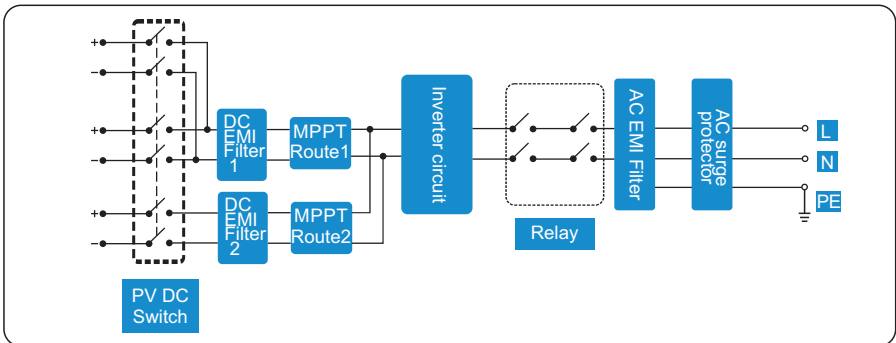 +
−
+
−
+
−
PV DC
Switch
DC
EMI
Filter
1
DC
EMI
Filter
2
MPPT
Route1
MPPT
Route2
Inverter circuit
Relay
AC EMI Filter
AC surge
protector
L
N
PE